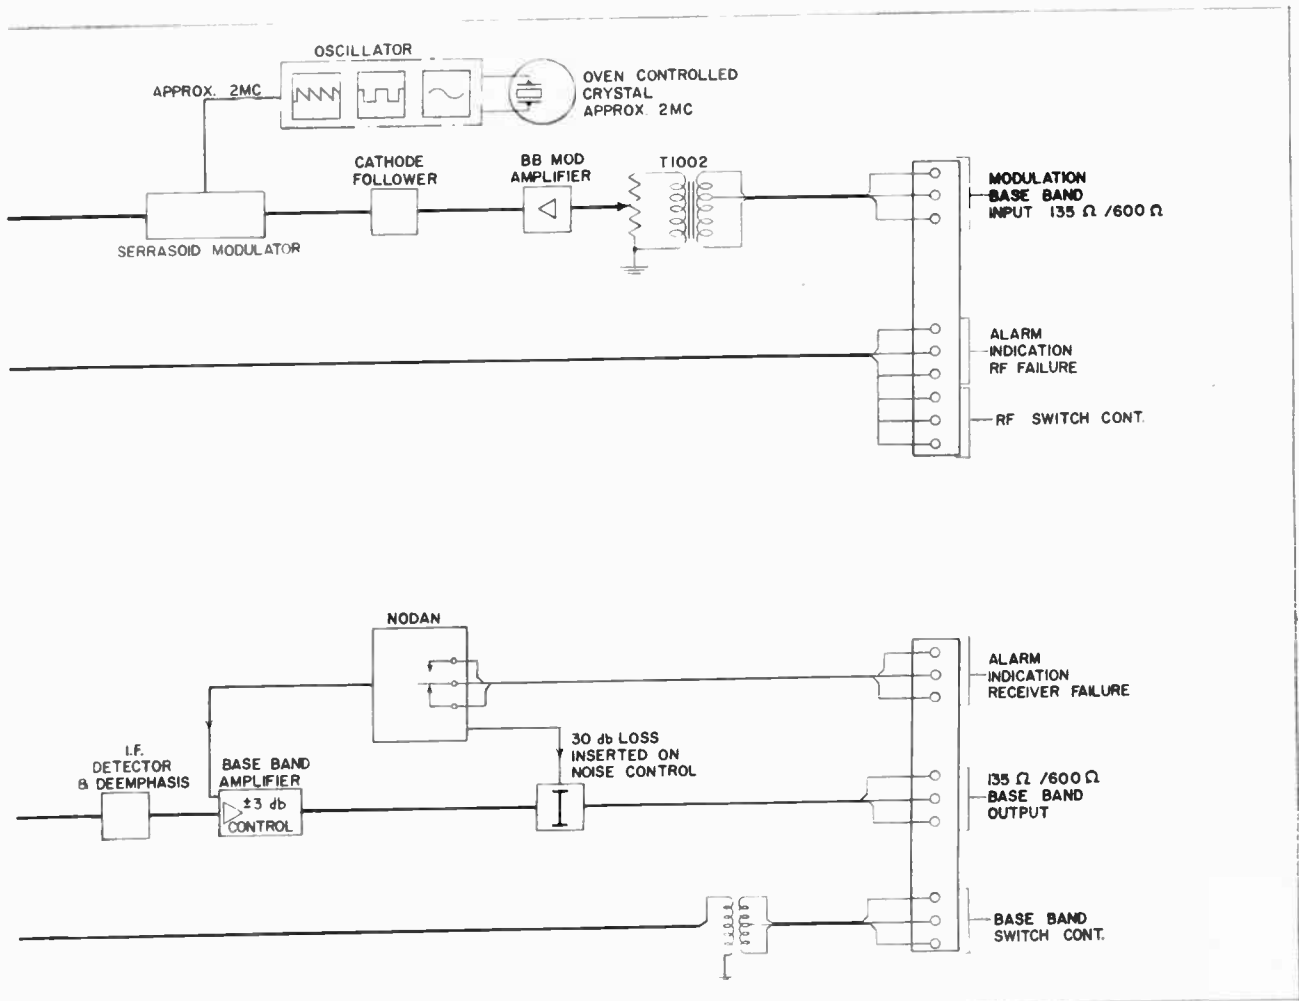 OSCILLATOR
APPROX. 2MC
OVEN CONTROLLED
CRYSTAL
APPROX. 2MC
CATHODE
FOLLOWER
BB MOD
AMPLIFIER
T1002
SERRASOID MODULATOR
MODULATION
BASE BAND
INPUT 135 Ω /600 Ω
ALARM
INDICATION
RF FAILURE
RF SWITCH CONT.
NODAN
ALARM
INDICATION
RECEIVER FAILURE
I.F.
DETECTOR
& DEEMPHASIS
BASE BAND
AMPLIFIER
±3 db
CONTROL
30 db LOSS
INSERTED ON
NOISE CONTROL
135 Ω /600 Ω
BASE BAND
OUTPUT
BASE BAND
SWITCH CONT.